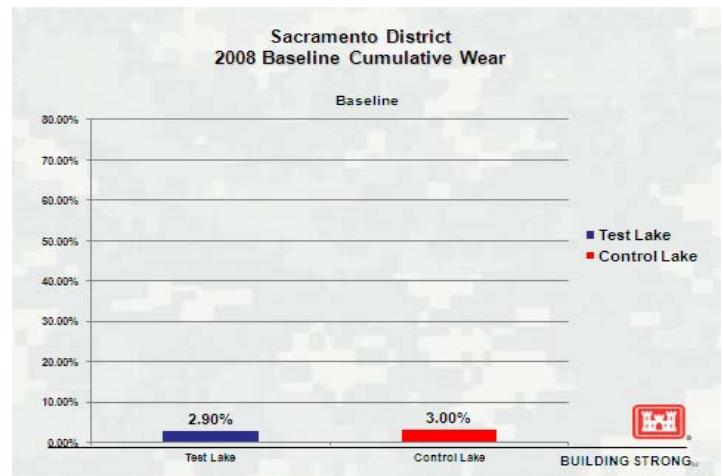 Sacramento District
2008 Baseline Cumulative Wear
Baseline
80.00%
70.00%
60.00%
50.00%
40.00%
30.00%
20.00%
10.00%
0.00%
2.90%
3.00%
Test Lake
Control Lake
Test Lake
Control Lake
BUILDING STRONG